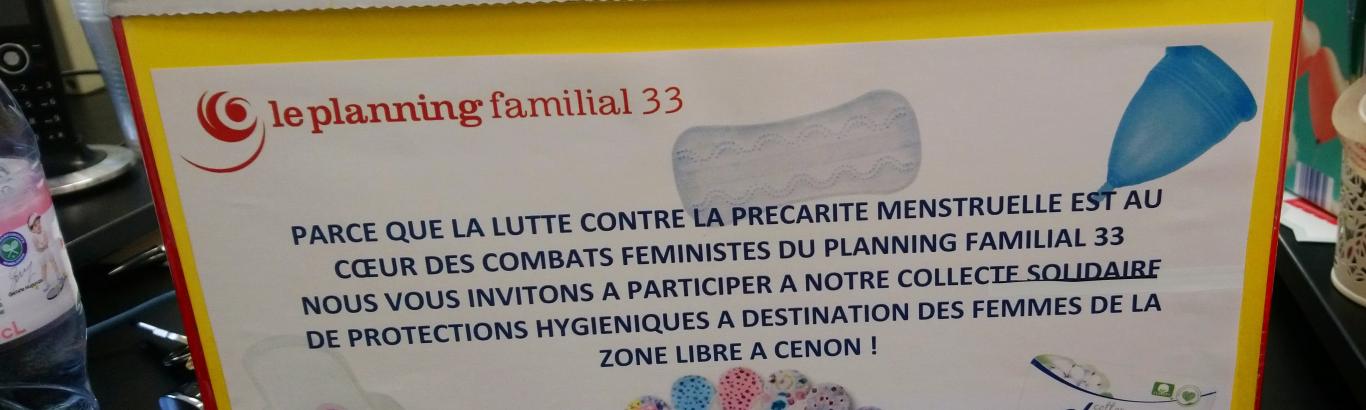 le planning familial 33
PARCE QUE LA LUTTE CONTRE LA PRECARITE MENSTRUELLE EST AU
CŒUR DES COMBATS FEMINISTES DU PLANNING FAMILIAL 33
NOUS VOUS INVITONS A PARTICIPER A NOTRE COLLECTE SOLIDAIRE
DE PROTECTIONS HYGIENIQUES A DESTINATION DES FEMMES DE LA
ZONE LIBRE A CENON !
cL